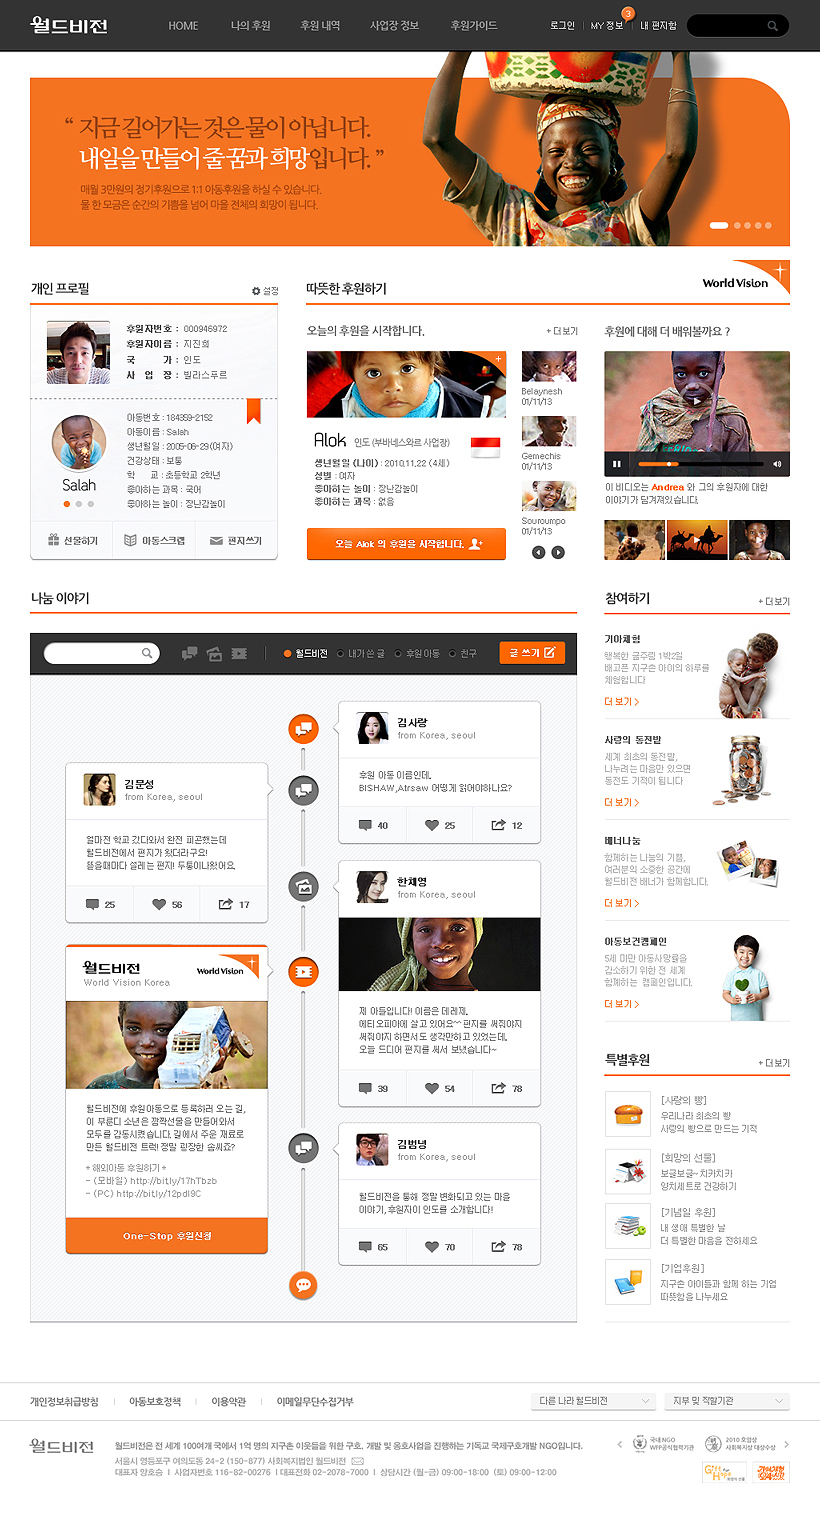 월드비전
HOME 나의 후원 후원 내역 사업장 정보 후원가이드
로그인 MY 정보 3 내 편지함
“ 지금 길어가는 것은 물이 아닙니다.
내일을 만들어 줄 꿈과 희망입니다. ”
매월 3만원의 정기후원으로 1:1 아동후원을 하실 수 있습니다.
물 한 모금은 순간의 기쁨을 넘어 마을 전체의 희망이 됩니다.
개인 프로필
설정
후원자번호 : 000946972
후원자이름 : 지진희
국 가 : 인도
사 업 장 : 빌라스푸르
Salah
아동번호 : 184359-2152
아동이름 : Salah
생년월일 : 2005-06-29(여자)
건강상태 : 보통
학 교 : 초등학교 2학년
좋아하는 과목 : 국어
좋아하는 놀이 : 장난감놀이
선물하기 아동스크랩 편지쓰기
따뜻한 후원하기
World Vision
오늘의 후원을 시작합니다.
+ 더보기
Alok 인도 (부바네스와르 사업장)
생년월일 (나이) : 2010.11.22 (4세)
성별 : 여자
좋아하는 놀이 : 장난감놀이
좋아하는 과목 : 없음
오늘 Alok 의 후원을 시작합니다.
Belaynesh
01/11/13
Gemechis
01/11/13
Souroumpo
01/11/13
후원에 대해 더 배워볼까요 ?
이 비디오는 Andrea 와 그의 후원자에 대한
이야기가 담겨져있습니다.
나눔 이야기
월드비전 내가 쓴 글 후원 아동 친구
글 쓰기
김사랑
from Korea, seoul
후원 아동 이름인데.
BISHAW,Atrsaw 어떻게 읽어야하나요?
40 25 12
김문성
from Korea, seoul
얼마전 학교 갔다와서 완전 피곤했는데
월드비전에서 편지가 왔더라구요!
뜯을때마다 설레는 편지! 두통이나왔어요.
25 56 17
한채영
from Korea, seoul
제 아들입니다! 이름은 데레제.
에티오피아에 살고 있어요^^ 편지를 써줘야지
써줘야지 하면서도 생각만하고 있었는데.
오늘 드디어 편지를 써서 보냈습니다~
39 54 78
월드비전
World Vision Korea
World Vision
월드비전에 후원아동으로 등록하러 오는 길,
이 부룬디 소년은 깜짝선물을 만들어와서
모두를 감동시켰습니다. 길에서 주운 재료로
만든 월드비전 트럭! 정말 굉장한 솜씨죠?
+ 해외아동 후원하기 +
- (모바일) http://bit.ly/17hTbzb
- (PC) http://bit.ly/12pdl9C
One-Stop 후원신청
김범녕
from Korea, seoul
월드비전을 통해 정말 변화되고 있는 마을
이야기, 후원자이 인도를 소개합니다!
65 70 78
참여하기
+ 더보기
기아체험
행복한 굶주림 1박2일
배고픈 지구촌 아이의 하루를
체험합니다
더 보기 >
사랑의 동전밭
세계 최초의 동전밭,
나누려는 마음만 있으면
동전도 기적이 됩니다
더 보기 >
배너나눔
함께하는 나눔의 기쁨,
여러분의 소중한 공간에
월드비전 배너가 함께합니다.
더 보기 >
아동보건캠페인
5세 미만 아동사망률을
감소하기 위한 전 세계
함께하는 캠페인입니다.
더 보기 >
특별후원
+ 더보기
[사랑의 빵]
우리나라 최초의 빵
사랑의 빵으로 만드는 기적
[희망의 선물]
보글보글~ 치카치카
양치세트로 건강하기
[기념일 후원]
내 생애 특별한 날
더 특별한 마음을 전하세요
[기업후원]
지구촌 아이들과 함께 하는 기업
따뜻함을 나누세요
개인정보취급방침 아동보호정책 이용약관 이메일무단수집거부
다른 나라 월드비전
지부 및 직할기관
월드비전
월드비전은 전 세계 100여개 국에서 1억 명의 지구촌 이웃들을 위한 구호, 개발 및 옹호사업을 진행하는 기독교 국제구호개발 NGO입니다.
서울시 영등포구 여의도동 24-2 (150-877) 사회복지법인 월드비전
대표자 양호승 | 사업자번호 116-82-00276 | 대표전화 02-2078-7000 | 상담시간 (월-금) 09:00-18:00 (토) 09:00-12:00
국내 NGO
WFP공식협력기관
2010 호암상
사회복지상 대상수상
Gift Hope